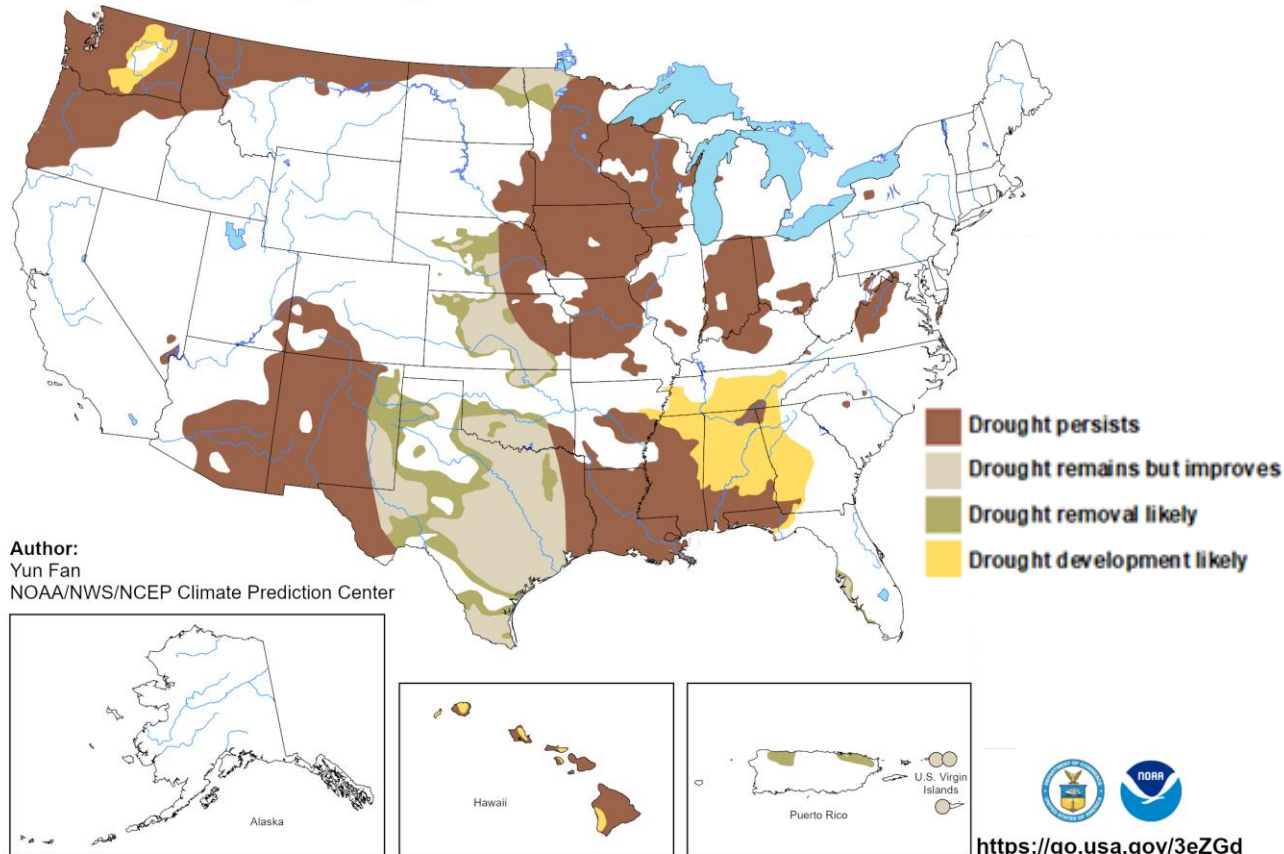 Drought persists
Drought remains but improves
Drought removal likely
Drought development likely
Author:
Yun Fan
NOAA/NWS/NCEP Climate Prediction Center
Alaska
Hawaii
Puerto Rico
U.S. Virgin
Islands
NOAA
https://go.usa.gov/3eZGd